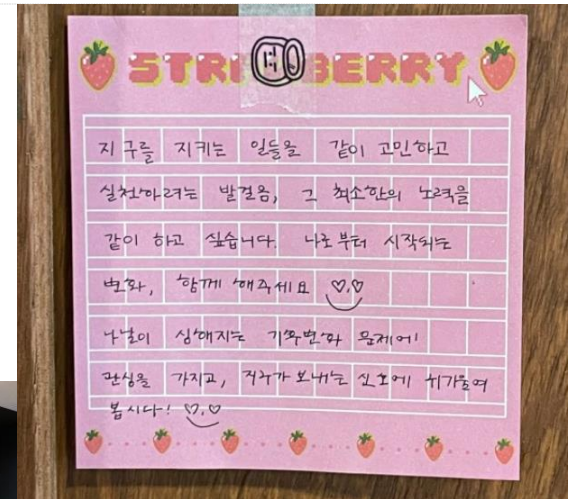 STRAWBERRY
지구를 지키는 일들을 같이 고민하고
실천하려는 발걸음, 그 최소한의 노력을
같이 하고 싶습니다. 나로부터 시작되는
변화, 함께 해주세요 ♡.♡
나날이 심해지는 기후변화 문제에
관심을 가지고, 지구가 보내는 신호에 귀기울여
봅시다! ♡.♡